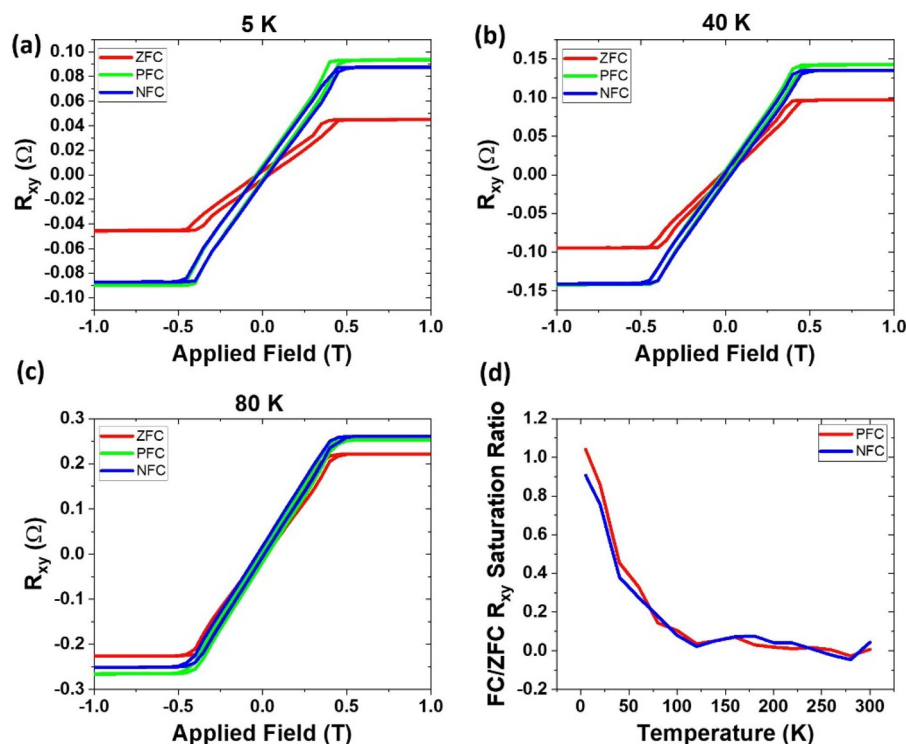 (a)
5 K
R_xy (Ω)
0.10
0.08
0.06
0.04
0.02
0.00
-0.02
-0.04
-0.06
-0.08
-0.10
ZFC
PFC
NFC
-1.0 -0.5 0.0 0.5 1.0
Applied Field (T)
(b)
40 K
R_xy (Ω)
0.15
0.10
0.05
0.00
-0.05
-0.10
-0.15
ZFC
PFC
NFC
-1.0 -0.5 0.0 0.5 1.0
Applied Field (T)
(c)
80 K
R_xy (Ω)
0.3
0.2
0.1
0.0
-0.1
-0.2
-0.3
ZFC
PFC
NFC
-1.0 -0.5 0.0 0.5 1.0
Applied Field (T)
(d)
FC/ZFC R_xy Saturation Ratio
1.2
1.0
0.8
0.6
0.4
0.2
0.0
-0.2
PFC
NFC
0 50 100 150 200 250 300
Temperature (K)